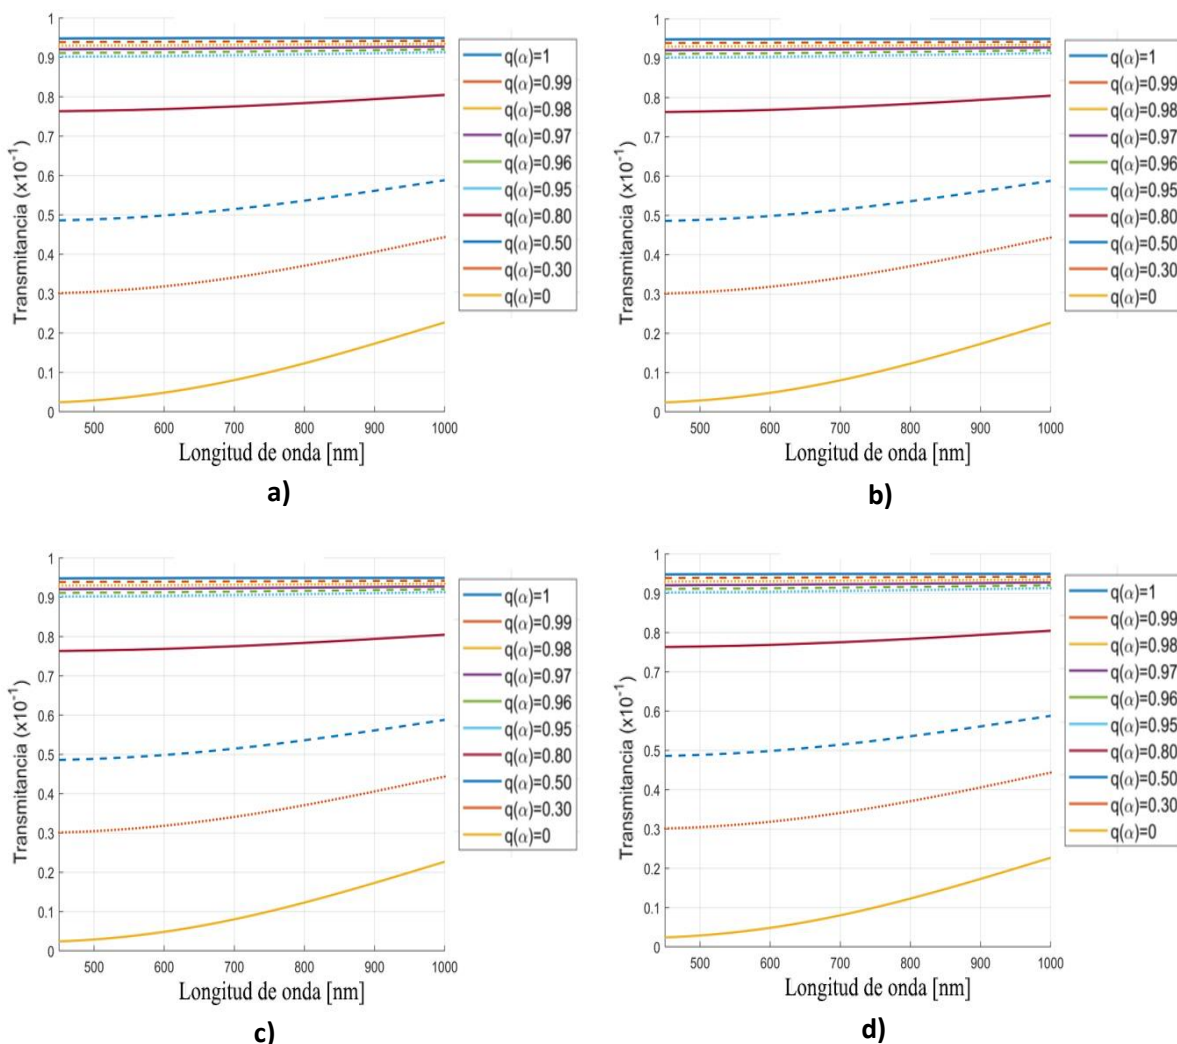 1
0.9
0.8
0.7
0.6
0.5
0.4
0.3
0.2
0.1
0
Transmitancia (x10⁻¹)
500 600 700 800 900 1000
Longitud de onda [nm]
q(α)=1
q(α)=0.99
q(α)=0.98
q(α)=0.97
q(α)=0.96
q(α)=0.95
q(α)=0.80
q(α)=0.50
q(α)=0.30
q(α)=0
a)
1
0.9
0.8
0.7
0.6
0.5
0.4
0.3
0.2
0.1
0
Transmitancia (x10⁻¹)
500 600 700 800 900 1000
Longitud de onda [nm]
q(α)=1
q(α)=0.99
q(α)=0.98
q(α)=0.97
q(α)=0.96
q(α)=0.95
q(α)=0.80
q(α)=0.50
q(α)=0.30
q(α)=0
b)
1
0.9
0.8
0.7
0.6
0.5
0.4
0.3
0.2
0.1
0
Transmitancia (x10⁻¹)
500 600 700 800 900 1000
Longitud de onda [nm]
q(α)=1
q(α)=0.99
q(α)=0.98
q(α)=0.97
q(α)=0.96
q(α)=0.95
q(α)=0.80
q(α)=0.50
q(α)=0.30
q(α)=0
c)
1
0.9
0.8
0.7
0.6
0.5
0.4
0.3
0.2
0.1
0
Transmitancia (x10⁻¹)
500 600 700 800 900 1000
Longitud de onda [nm]
q(α)=1
q(α)=0.99
q(α)=0.98
q(α)=0.97
q(α)=0.96
q(α)=0.95
q(α)=0.80
q(α)=0.50
q(α)=0.30
q(α)=0
d)